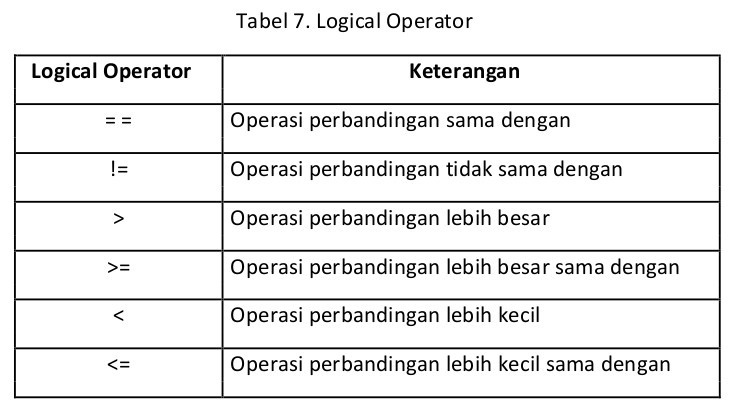 Tabel 7. Logical Operator
Logical Operator Keterangan
= = Operasi perbandingan sama dengan
!= Operasi perbandingan tidak sama dengan
> Operasi perbandingan lebih besar
>= Operasi perbandingan lebih besar sama dengan
< Operasi perbandingan lebih kecil
<= Operasi perbandingan lebih kecil sama dengan